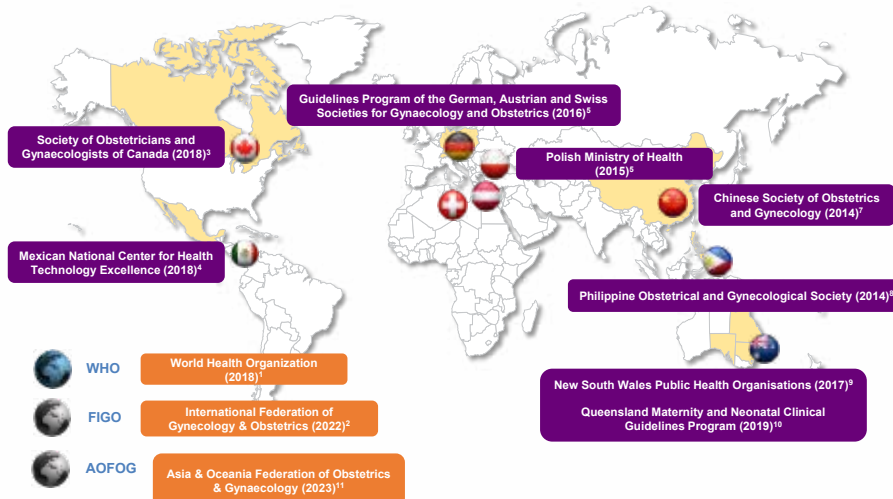 Guidelines Program of the German, Austrian and Swiss
Societies for Gynaecology and Obstetrics (2016)⁵
Society of Obstetricians and
Gynaecologists of Canada (2018)³
Polish Ministry of Health
(2015)⁵
Chinese Society of Obstetrics
and Gynecology (2014)⁷
Mexican National Center for Health
Technology Excellence (2018)⁴
Philippine Obstetrical and Gynecological Society (2014)⁸
New South Wales Public Health Organisations (2017)⁹
Queensland Maternity and Neonatal Clinical
Guidelines Program (2019)¹⁰
WHO
World Health Organization
(2018)¹
FIGO
International Federation of
Gynecology & Obstetrics (2022)²
AOFOG
Asia & Oceania Federation of Obstetrics
& Gynaecology (2023)¹¹